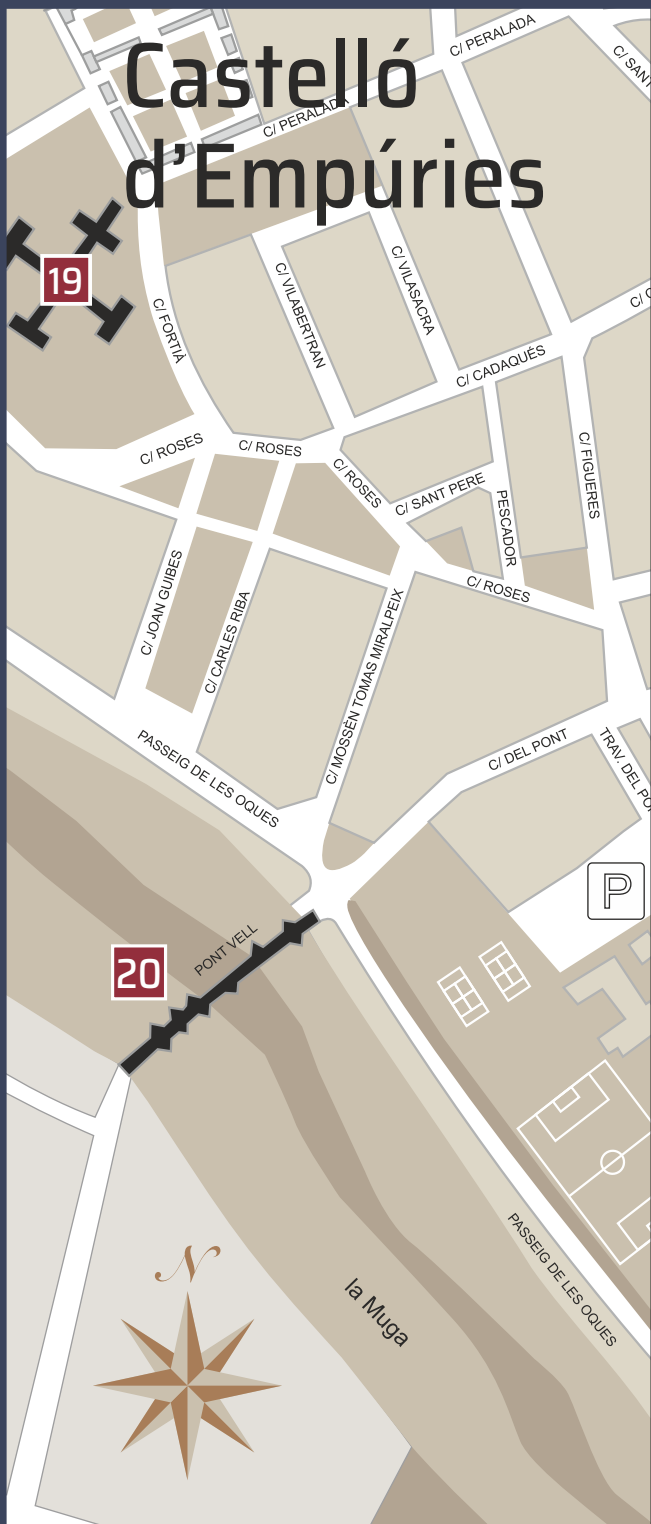 Castelló
d'Empúries
C/ PERALADA
C/ PERALADA
C/ SANT
19
C/ FORTIÀ
C/ VILABERTRAN
C/ VILASACRA
C/ CADAQUÉS
C/ C
C/ ROSES
C/ ROSES
C/ ROSES
C/ SANT PERE
PESCADOR
C/ FIGUERES
C/ ROSES
C/ JOAN GUIBES
C/ CARLES RIBA
C/ MOSSÈN TOMAS MIRALPEIX
PASSEIG DE LES OQUES
C/ DEL PONT
TRAV. DEL PO
P
PONT VELL
20
PASSEIG DE LES OQUES
la Muga
N